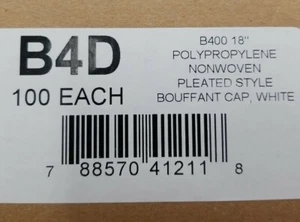 B4D
100 EACH
B400 18"
POLYPROPYLENE
NONWOVEN
PLEATED STYLE
BOUFFANT CAP, WHITE
7 88570 41211 8